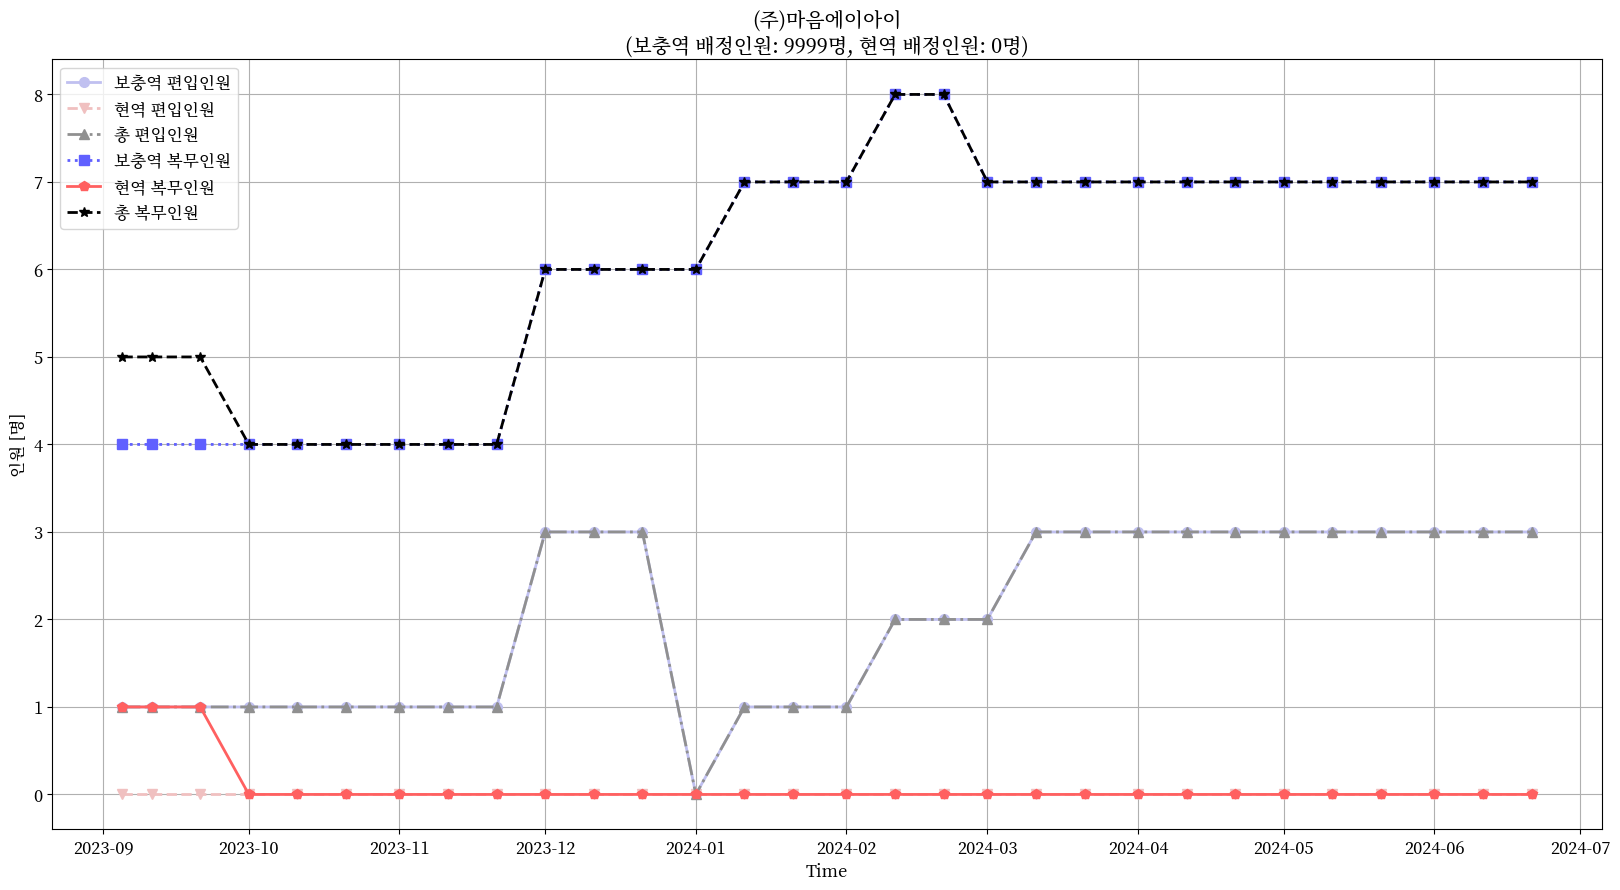 (주)마음에이아이
(보충역 배정인원: 9999명, 현역 배정인원: 0명)
보충역 편입인원
현역 편입인원
총 편입인원
보충역 복무인원
현역 복무인원
총 복무인원
8
7
6
5
4
3
2
1
0
인원 [명]
2023-09 2023-10 2023-11 2023-12 2024-01 2024-02 2024-03 2024-04 2024-05 2024-06 2024-07
Time